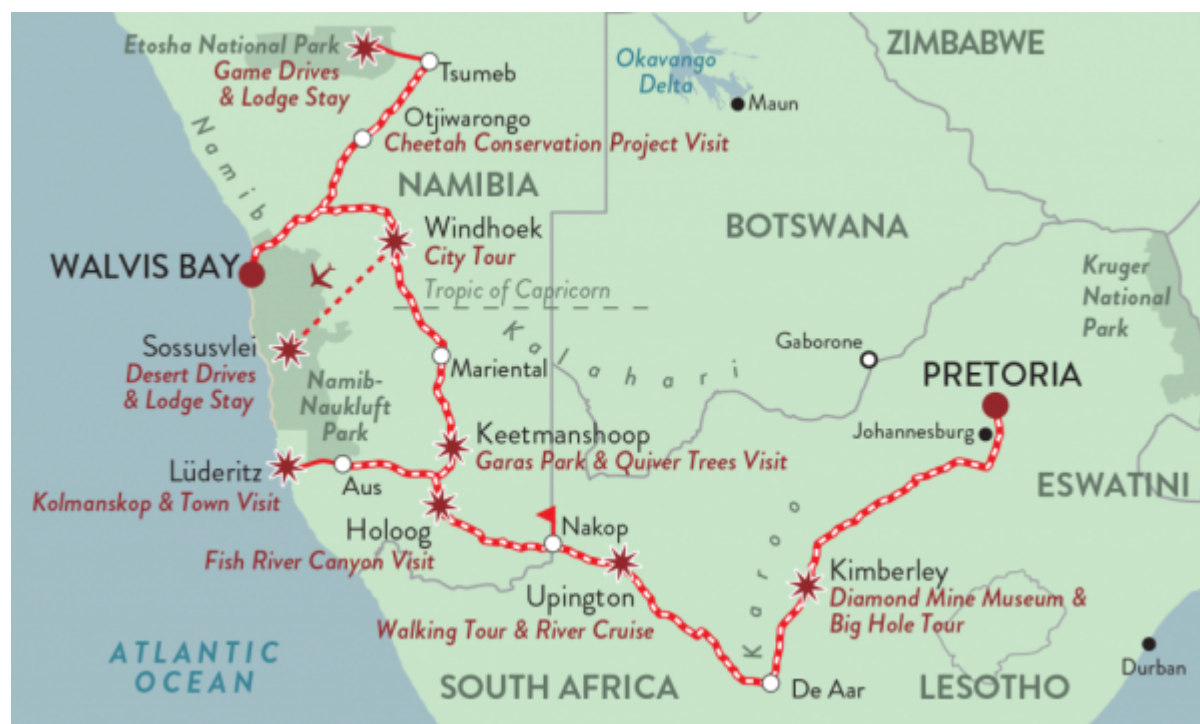 Etosha National Park
Game Drives
& Lodge Stay
Tsumeb
Otjiwarongo
Cheetah Conservation Project Visit
Okavango
Delta
Maun
ZIMBABWE
Namib
NAMIBIA
Windhoek
City Tour
BOTSWANA
WALVIS BAY
Tropic of Capricorn
Kruger
National
Park
Sossusvlei
Desert Drives
& Lodge Stay
Namib-
Naukluft
Park
Mariental
Kalahari
Gaborone
PRETORIA
Johannesburg
Keetmanshoop
Garas Park & Quiver Trees Visit
Lüderitz
Kolmanskop & Town Visit
Aus
ESWATINI
Holoog
Fish River Canyon Visit
Nakop
Upington
Walking Tour & River Cruise
Karoo
Kimberley
Diamond Mine Museum &
Big Hole Tour
ATLANTIC
OCEAN
SOUTH AFRICA
De Aar
LESOTHO
Durban